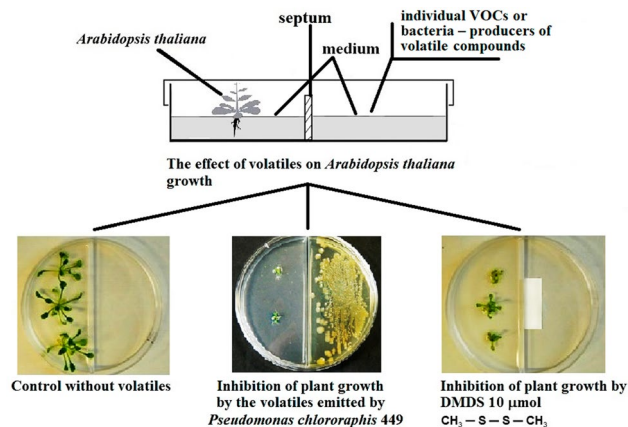 septum
individual VOCs or
bacteria – producers of
volatile compounds
Arabidopsis thaliana
medium
The effect of volatiles on Arabidopsis thaliana
growth
Control without volatiles
Inhibition of plant growth
by the volatiles emitted by
Pseudomonas chlororaphis 449
Inhibition of plant growth by
DMDS 10 μmol
CH₃ – S – S – CH₃